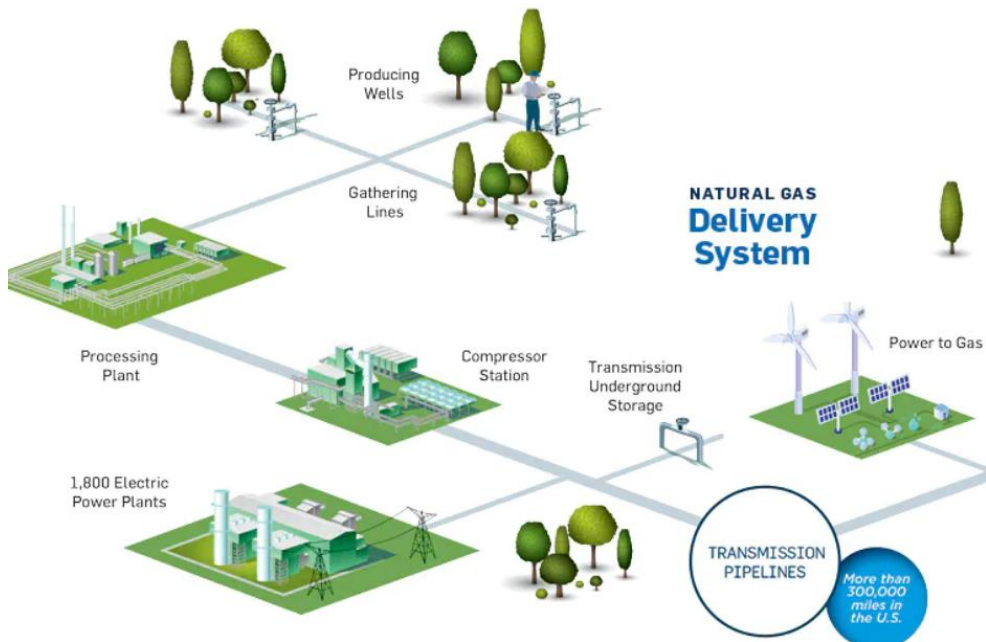 Producing
Wells
Gathering
Lines
NATURAL GAS
Delivery
System
Processing
Plant
Compressor
Station
Transmission
Underground
Storage
Power to Gas
1,800 Electric
Power Plants
TRANSMISSION
PIPELINES
More than
300,000
miles in
the U.S.